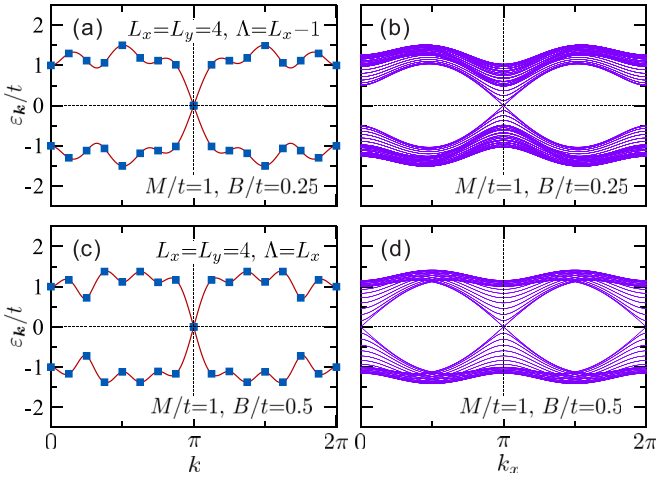 (a) L_x=L_y=4, Λ=L_x−1
ε_k/t
2
1
0
-1
-2
M/t=1, B/t=0.25
(b)
M/t=1, B/t=0.25
(c) L_x=L_y=4, Λ=L_x
ε_k/t
2
1
0
-1
-2
M/t=1, B/t=0.5
0 π 2π
k
(d)
M/t=1, B/t=0.5
0 π 2π
k_x